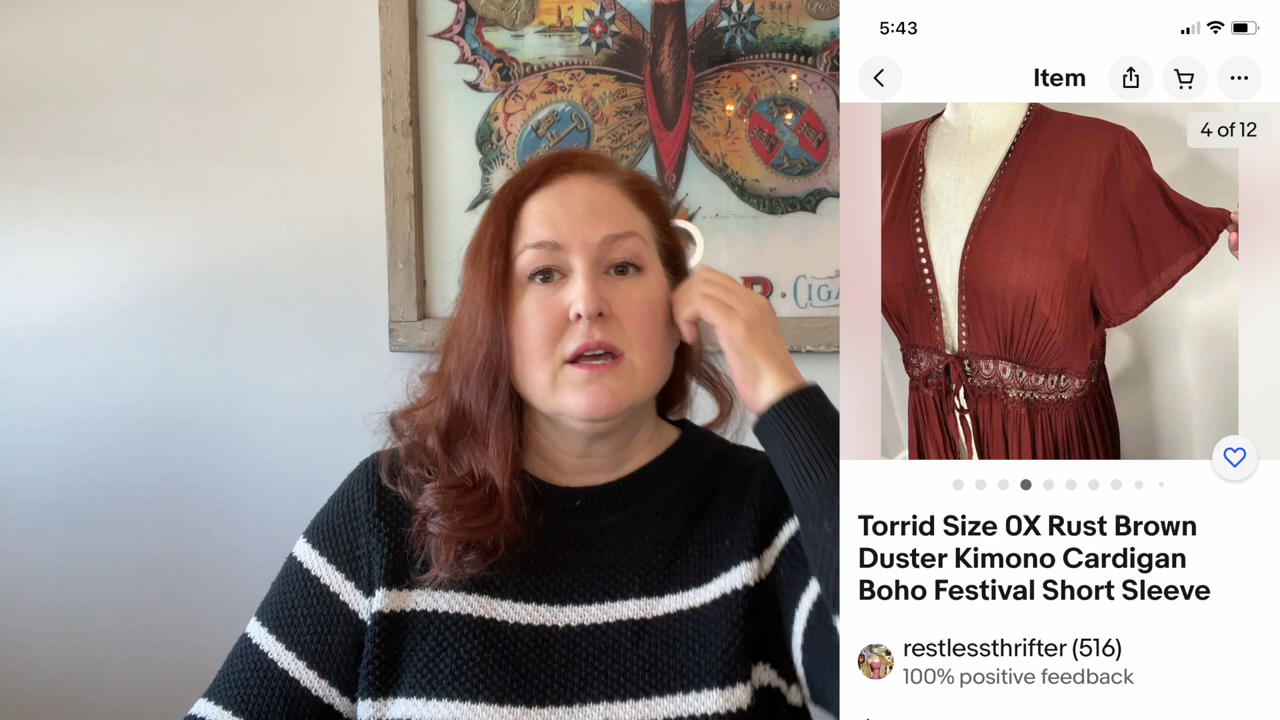 5:43
Item
4 of 12
CIGA
Torrid Size 0X Rust Brown
Duster Kimono Cardigan
Boho Festival Short Sleeve
restlessthrifter (516)
100% positive feedback